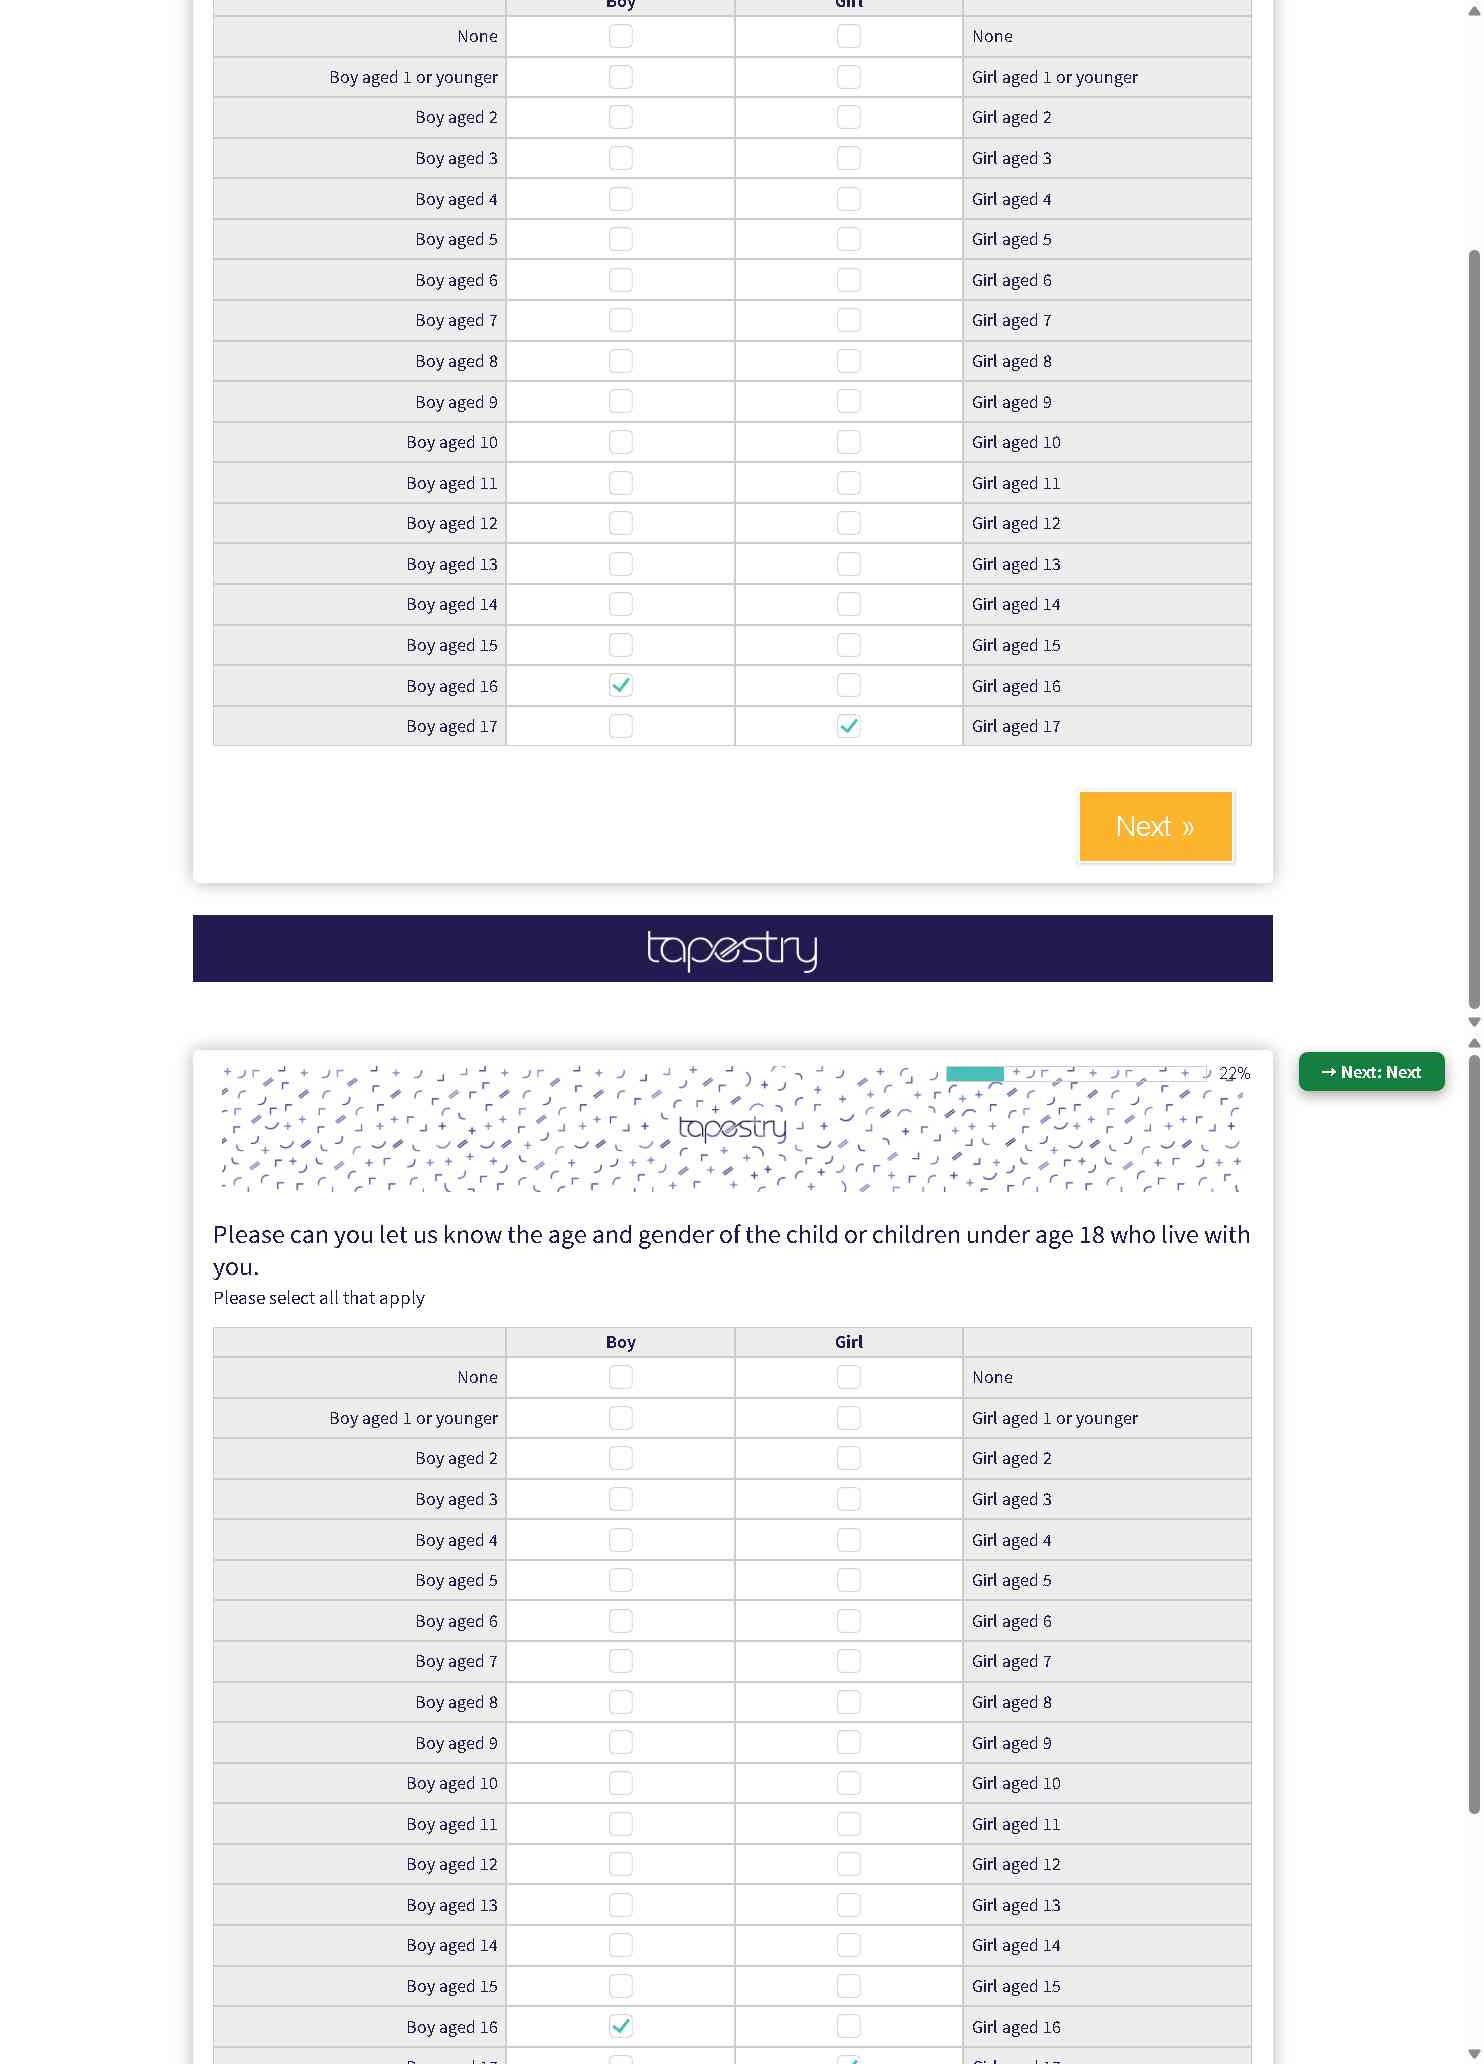 Boy Girl
None None
Boy aged 1 or younger Girl aged 1 or younger
Boy aged 2 Girl aged 2
Boy aged 3 Girl aged 3
Boy aged 4 Girl aged 4
Boy aged 5 Girl aged 5
Boy aged 6 Girl aged 6
Boy aged 7 Girl aged 7
Boy aged 8 Girl aged 8
Boy aged 9 Girl aged 9
Boy aged 10 Girl aged 10
Boy aged 11 Girl aged 11
Boy aged 12 Girl aged 12
Boy aged 13 Girl aged 13
Boy aged 14 Girl aged 14
Boy aged 15 Girl aged 15
Boy aged 16 Girl aged 16
Boy aged 17 Girl aged 17
Next »
tapestry
22%
→ Next: Next
tapestry
Please can you let us know the age and gender of the child or children under age 18 who live with
you.
Please select all that apply
Boy Girl
None None
Boy aged 1 or younger Girl aged 1 or younger
Boy aged 2 Girl aged 2
Boy aged 3 Girl aged 3
Boy aged 4 Girl aged 4
Boy aged 5 Girl aged 5
Boy aged 6 Girl aged 6
Boy aged 7 Girl aged 7
Boy aged 8 Girl aged 8
Boy aged 9 Girl aged 9
Boy aged 10 Girl aged 10
Boy aged 11 Girl aged 11
Boy aged 12 Girl aged 12
Boy aged 13 Girl aged 13
Boy aged 14 Girl aged 14
Boy aged 15 Girl aged 15
Boy aged 16 Girl aged 16